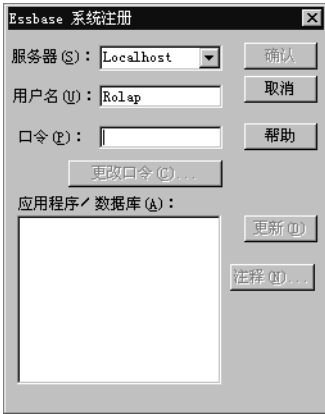 Essbase 系统注册
服务器(S)： Localhost 确认
用户名(U)： Rolap 取消
口令(P)： 帮助
更改口令(C)...
应用程序/数据库(A)：
更新(D)
注释(N)...